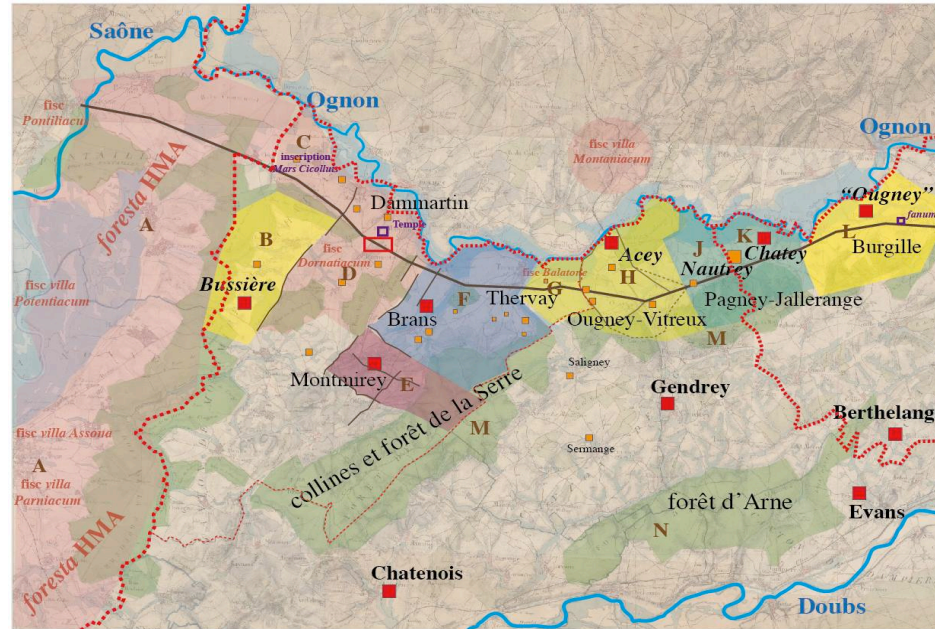 Saône
Ognon
fisc
Pontiliacum
foresta HMA
A
C
inscription
Mars Cicollus
fisc villa
Montaniacum
Ognon
"Ougney"
fanum
Dammartin
Temple
B
fisc
Dornatiacum
D
Acey
J
K
Chatey
L
Burgille
fisc villa
Potentiacum
Bussière
F
Thervay
fisc Balatone
G
H
Nautrey
Pagney-Jallerange
Brans
Ougney-Vitreux
M
Montmirey
E
Saligney
Gendrey
Berthelang
fisc villa Assona
A
fisc villa
Parniacum
collines et forêt de la Serre
M
Sermange
forêt d'Arne
Evans
N
foresta HMA
Chatenois
Doubs